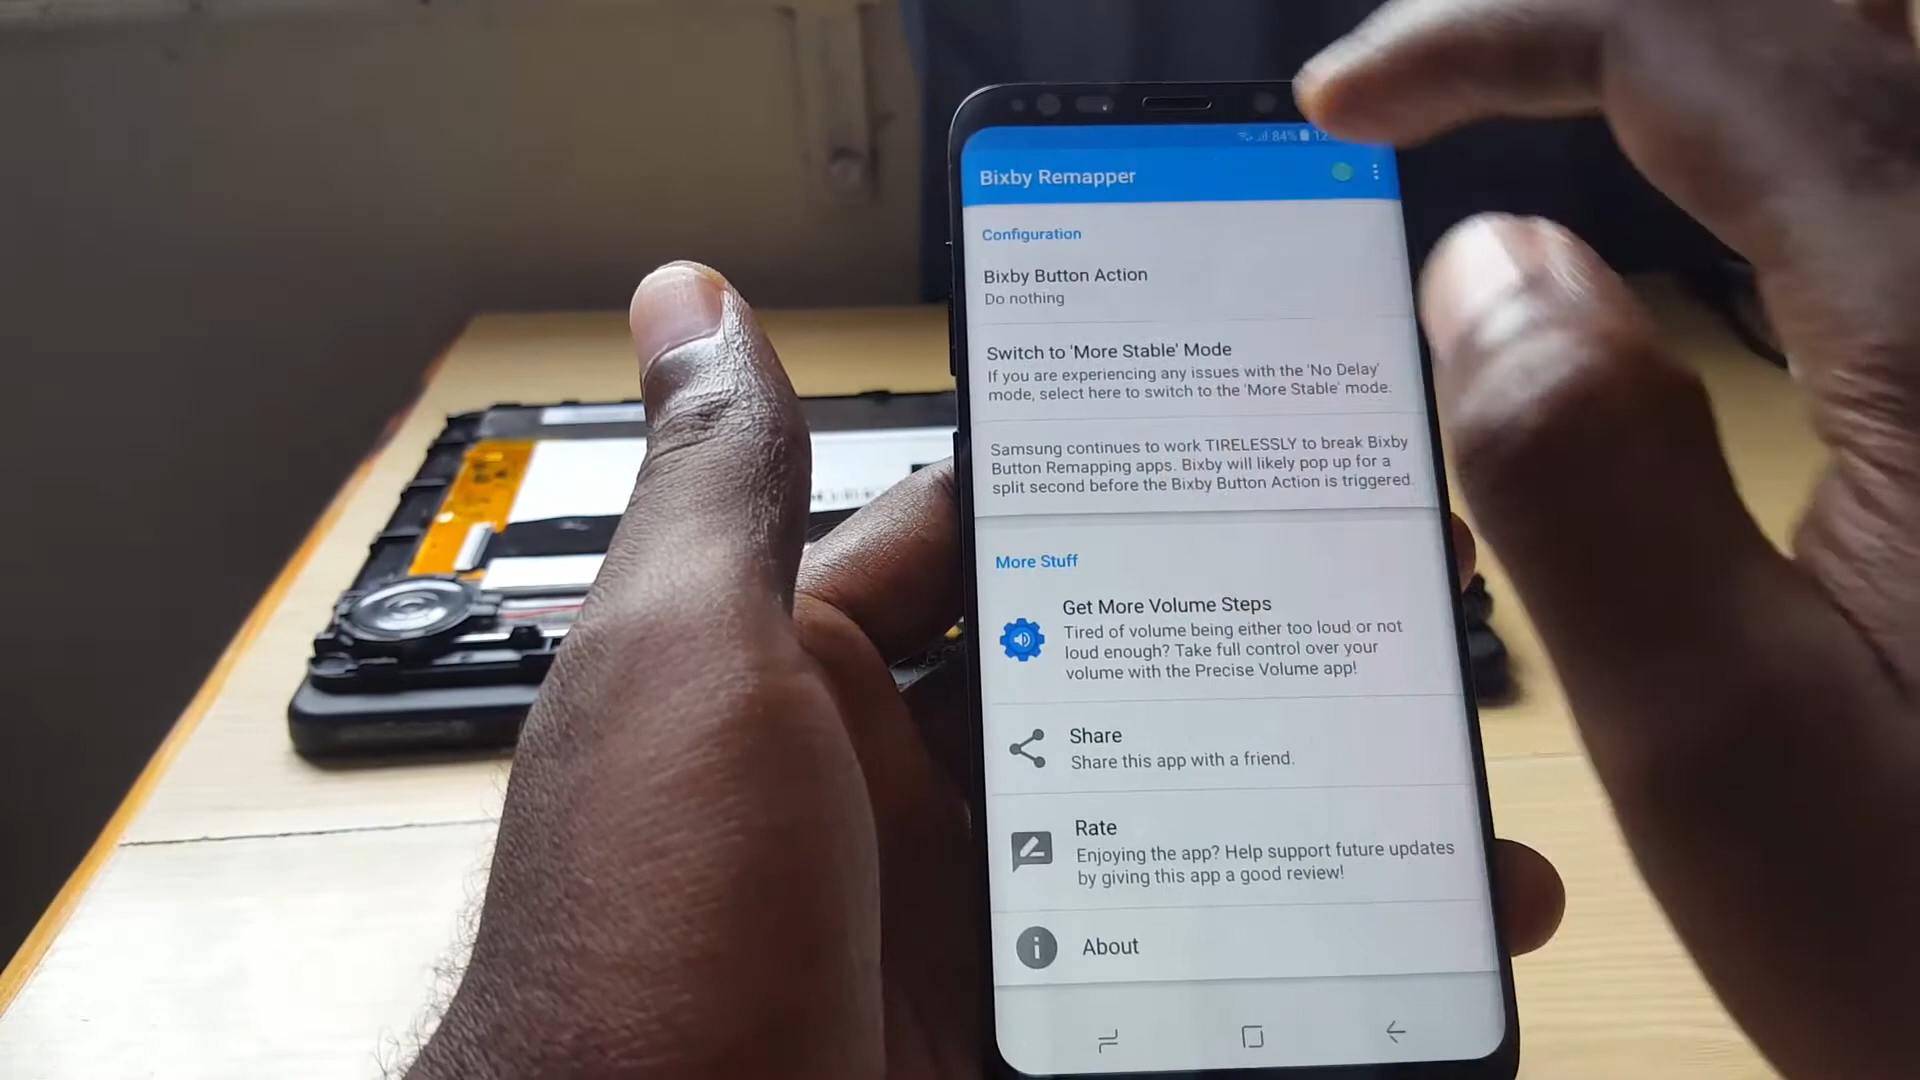 84%
Bixby Remapper
Configuration
Bixby Button Action
Do nothing
Switch to 'More Stable' Mode
If you are experiencing any issues with the 'No Delay'
mode, select here to switch to the 'More Stable' mode.
Samsung continues to work TIRELESSLY to break Bixby
Button Remapping apps. Bixby will likely pop up for a
split second before the Bixby Button Action is triggered.
More Stuff
Get More Volume Steps
Tired of volume being either too loud or not
loud enough? Take full control over your
volume with the Precise Volume app!
Share
Share this app with a friend.
Rate
Enjoying the app? Help support future updates
by giving this app a good review!
About